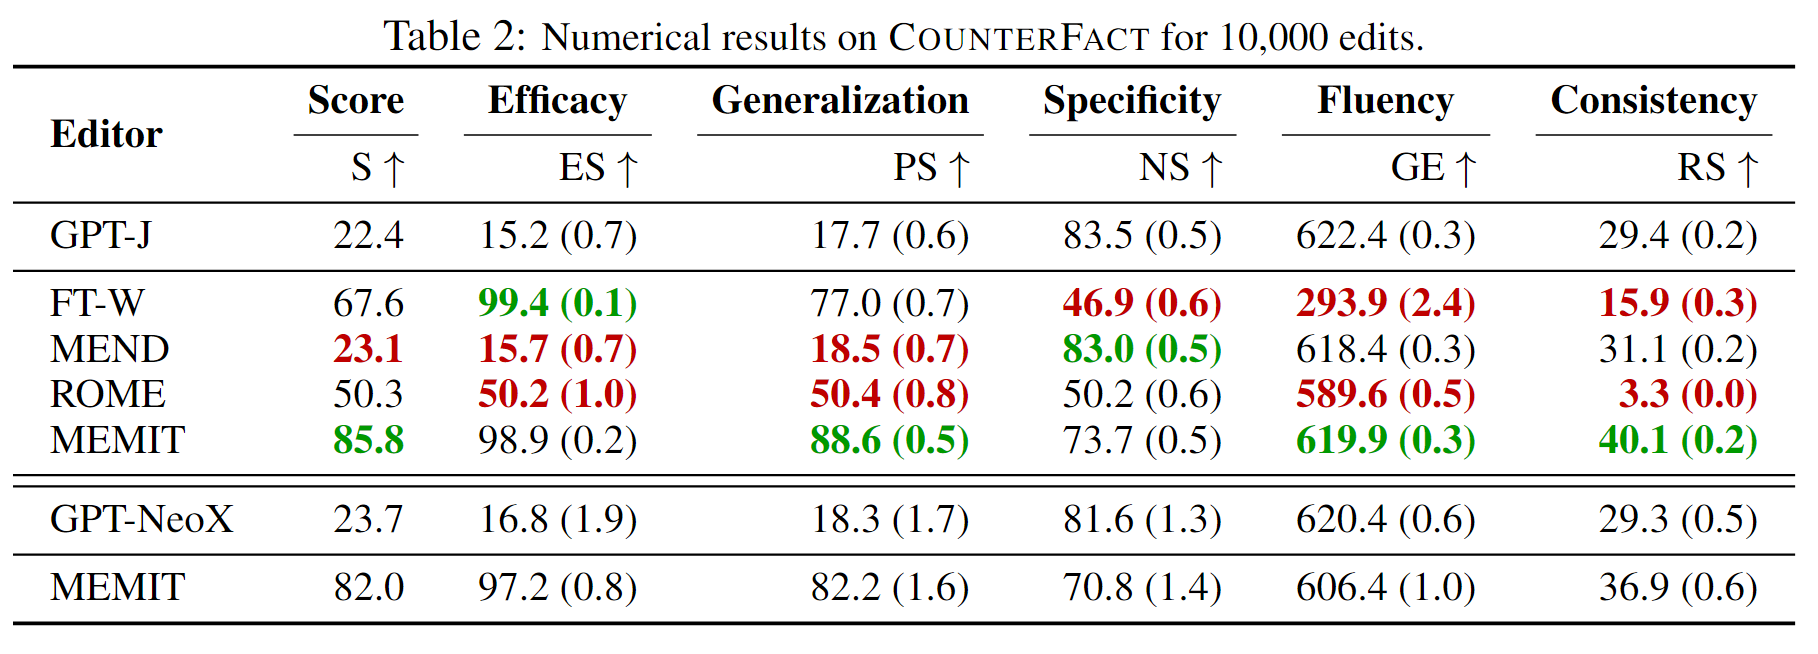 Table 2: Numerical results on COUNTERFACT for 10,000 edits.
Editor Score Efficacy Generalization Specificity Fluency Consistency
S ↑ ES ↑ PS ↑ NS ↑ GE ↑ RS ↑
GPT-J 22.4 15.2 (0.7) 17.7 (0.6) 83.5 (0.5) 622.4 (0.3) 29.4 (0.2)
FT-W 67.6 99.4 (0.1) 77.0 (0.7) 46.9 (0.6) 293.9 (2.4) 15.9 (0.3)
MEND 23.1 15.7 (0.7) 18.5 (0.7) 83.0 (0.5) 618.4 (0.3) 31.1 (0.2)
ROME 50.3 50.2 (1.0) 50.4 (0.8) 50.2 (0.6) 589.6 (0.5) 3.3 (0.0)
MEMIT 85.8 98.9 (0.2) 88.6 (0.5) 73.7 (0.5) 619.9 (0.3) 40.1 (0.2)
GPT-NeoX 23.7 16.8 (1.9) 18.3 (1.7) 81.6 (1.3) 620.4 (0.6) 29.3 (0.5)
MEMIT 82.0 97.2 (0.8) 82.2 (1.6) 70.8 (1.4) 606.4 (1.0) 36.9 (0.6)